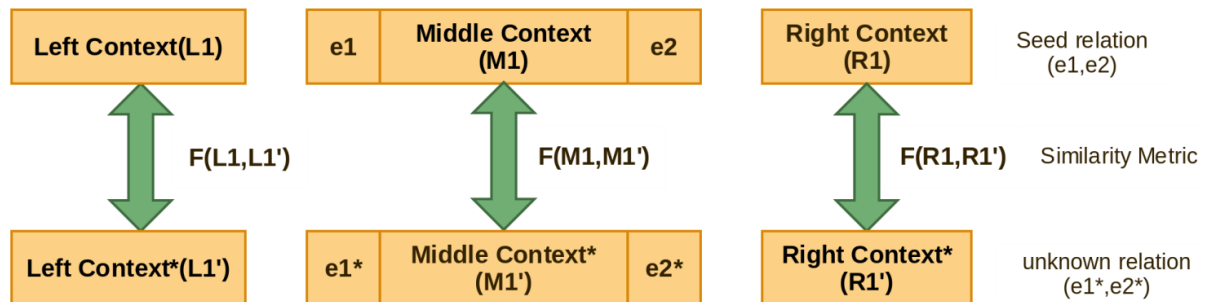 Left Context(L1)
e1
Middle Context
(M1)
e2
Right Context
(R1)
Seed relation
(e1,e2)
F(L1,L1')
F(M1,M1')
F(R1,R1')
Similarity Metric
Left Context*(L1')
e1*
Middle Context*
(M1')
e2*
Right Context*
(R1')
unknown relation
(e1*,e2*)